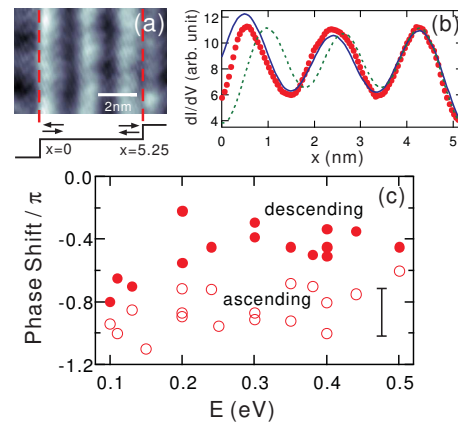 (a)
2nm
x=0
x=5.25
(b)
dI/dV (arb. unit)
12
10
8
6
4
0 1 2 3 4 5
x (nm)
(c)
descending
ascending
Phase Shift / π
0.0
-0.4
-0.8
-1.2
0.1 0.2 0.3 0.4 0.5
E (eV)